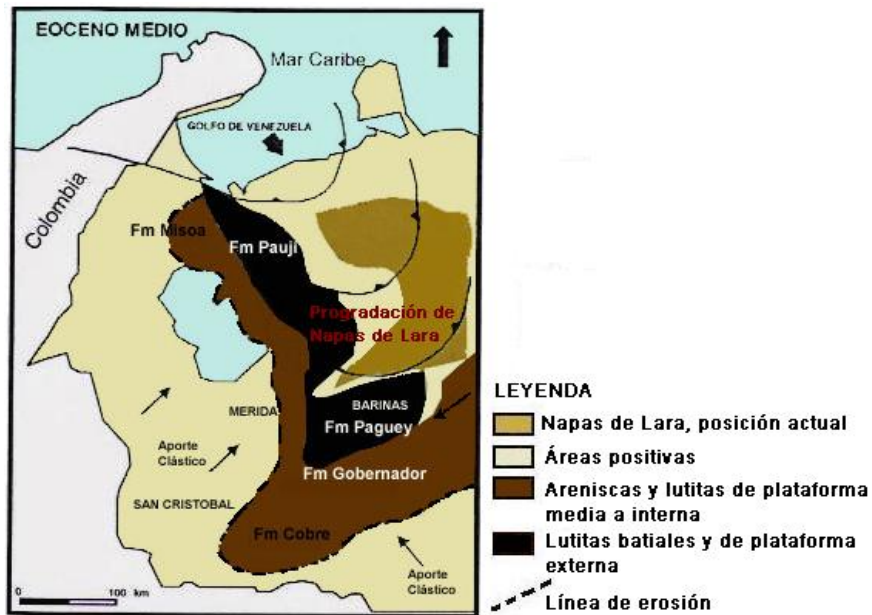 EOCENO MEDIO
Mar Caribe
GOLFO DE VENEZUELA
Colombia
Fm Misoa
Fm Pauji
Progradación de
Napas de Lara
MERIDA
BARINAS
Fm Paguey
Aporte
Clástico
Fm Gobernador
SAN CRISTOBAL
Fm Cobre
Aporte
Clástico
0 100
km
LEYENDA
Napas de Lara, posición actual
Áreas positivas
Areniscas y lutitas de plataforma
media a interna
Lutitas batiales y de plataforma
externa
Línea de erosión